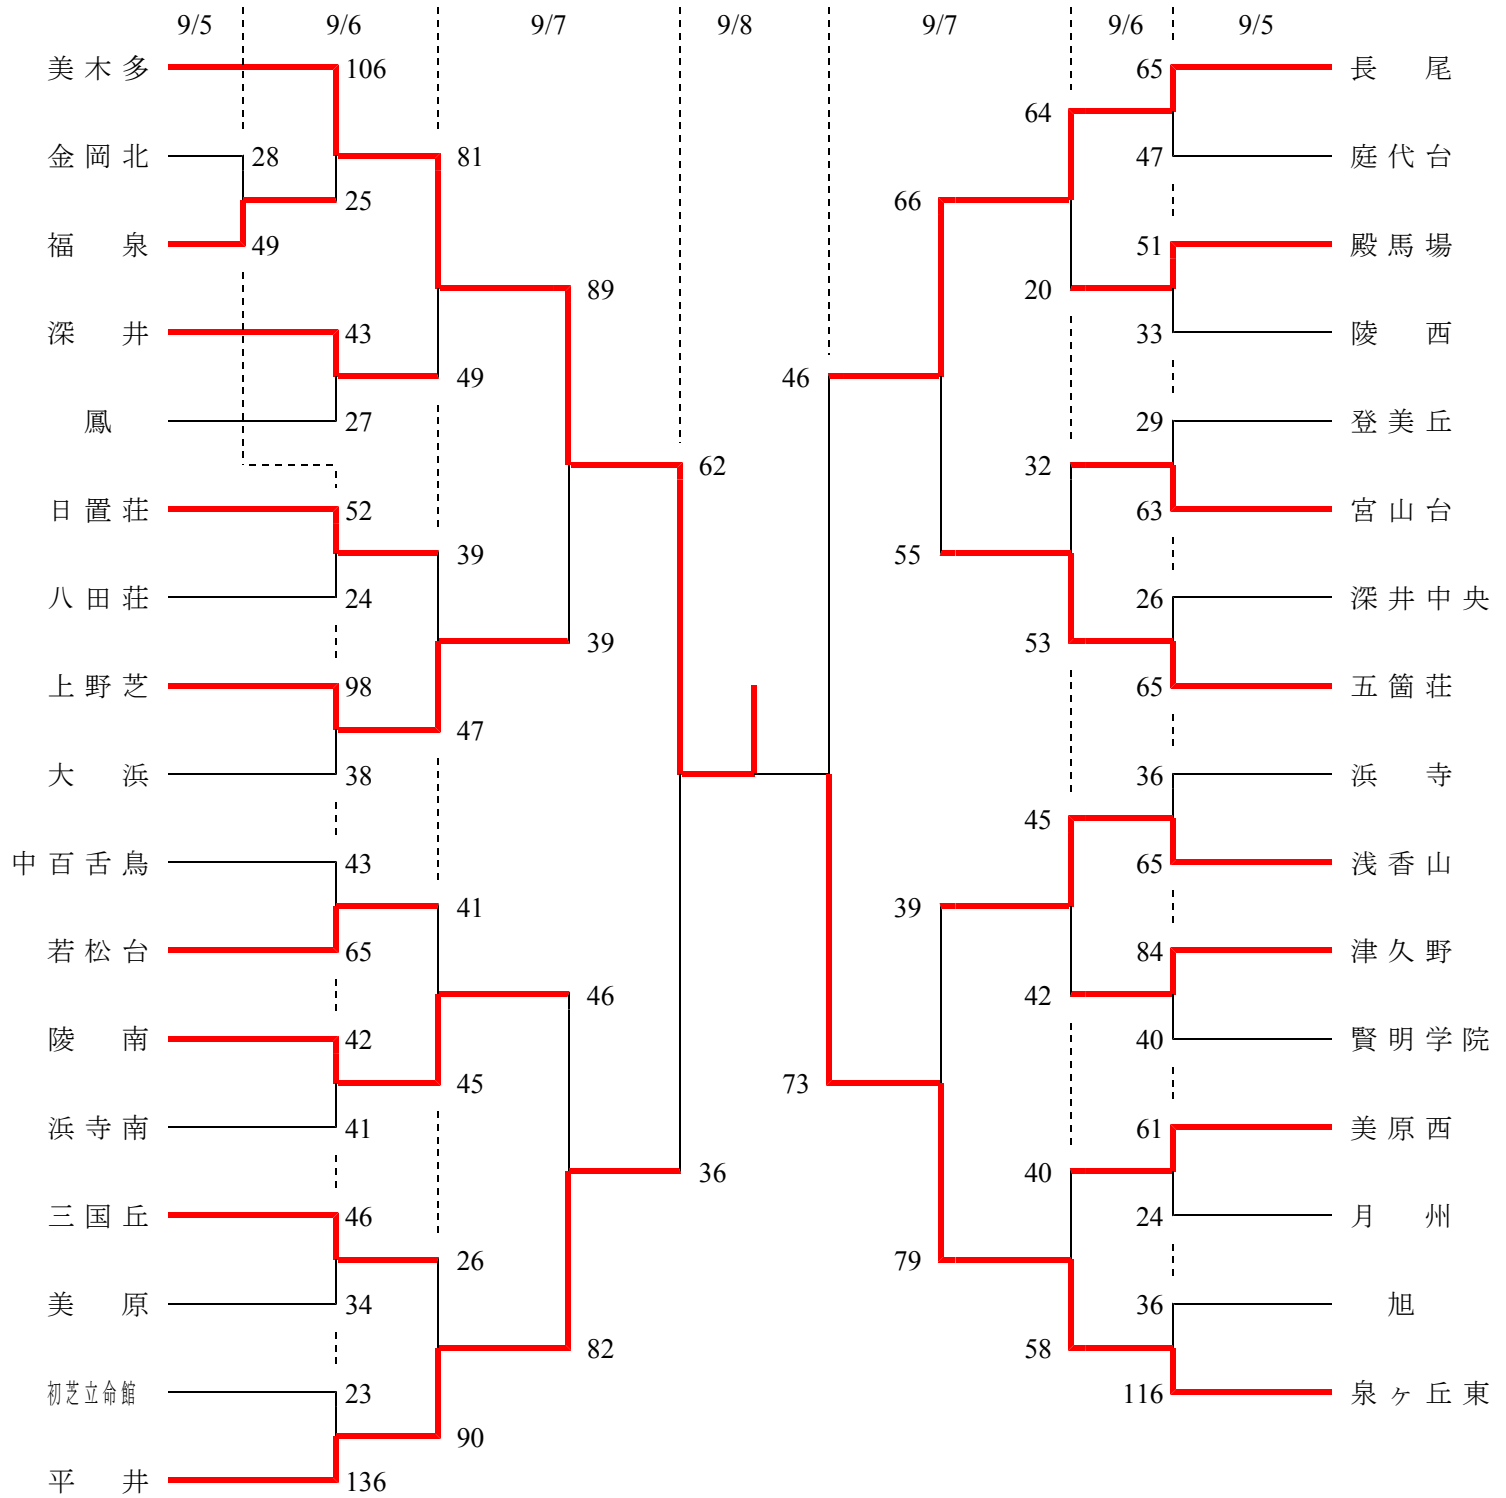 9/5 9/6 9/7 9/8 9/7 9/6 9/5
美木多 106 65 長尾
64
金岡北 28 81 47 庭代台
25 66
福泉 49 51 殿馬場
89 20
深井 43 33 陵西
49 46
鳳 27 29 登美丘
62 32
日置荘 52 63 宮山台
39 55
八田荘 24 26 深井中央
39 53
上野芝 98 65 五箇荘
47
大浜 38 36 浜寺
45
中百舌鳥 43 65 浅香山
41 39
若松台 65 84 津久野
46 42
陵南 42 40 賢明学院
45 73
浜寺南 41 61 美原西
36 40
三国丘 46 24 月州
26 79
美原 34 36 旭
82 58
初芝立命館 23 116 泉ヶ丘東
90
平井 136